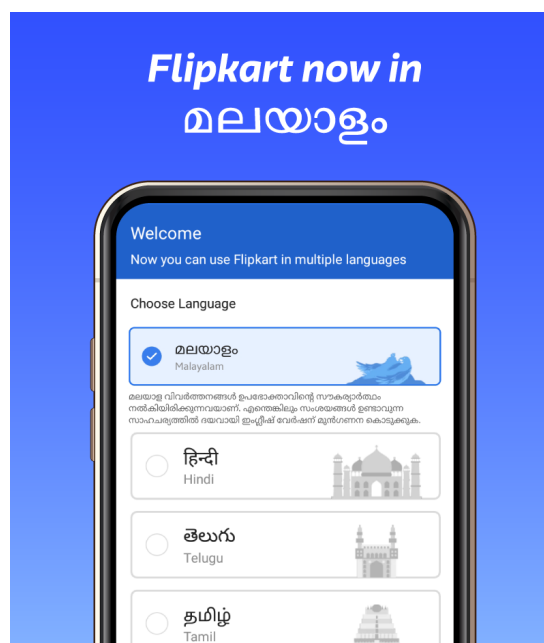 Flipkart now in
മലയാളം
Welcome
Now you can use Flipkart in multiple languages
Choose Language
മലയാളം
Malayalam
മലയാള വിവർത്തനങ്ങൾ ഉപഭോക്താവിന്റെ സൗകര്യാർത്ഥം
നൽകിയിരിക്കുന്നവയാണ്. എന്തെങ്കിലും സംശയങ്ങൾ ഉണ്ടാവുന്ന
സാഹചര്യത്തിൽ ദയവായി ഇംഗ്ലീഷ് വേർഷന് മുൻഗണന കൊടുക്കുക.
हिन्दी
Hindi
తెలుగు
Telugu
தமிழ்
Tamil